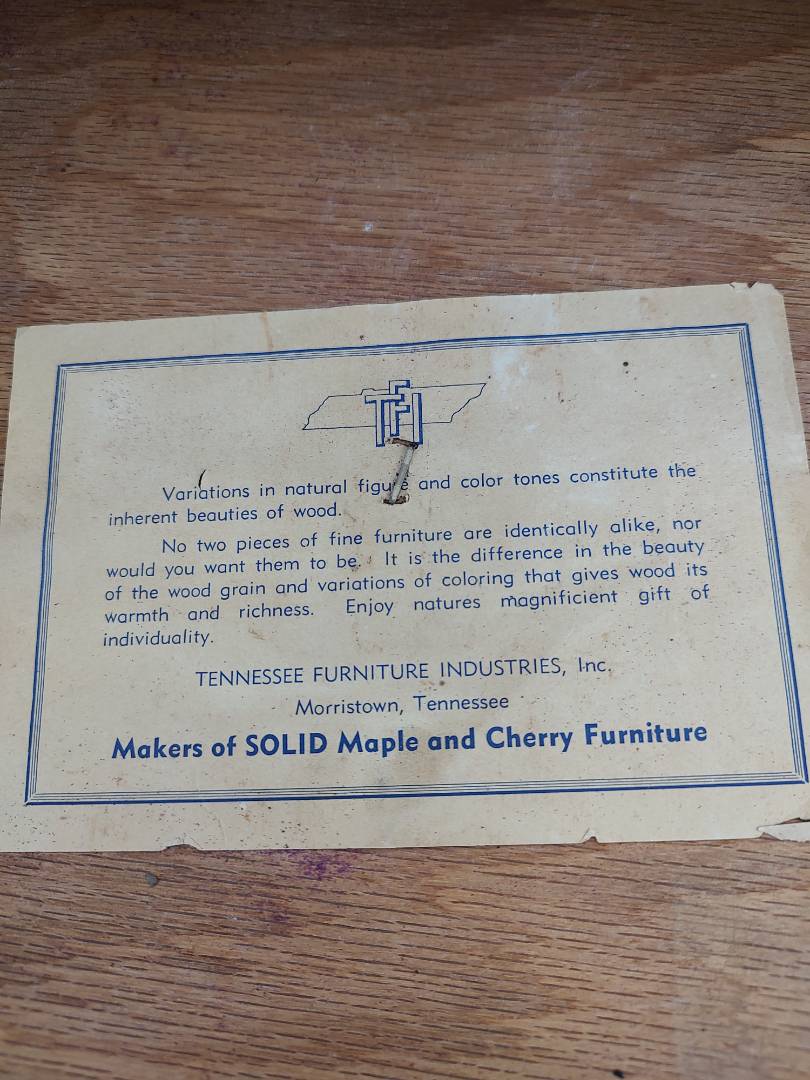 TFI
Variations in natural figure and color tones constitute the
inherent beauties of wood.
No two pieces of fine furniture are identically alike, nor
would you want them to be. It is the difference in the beauty
of the wood grain and variations of coloring that gives wood its
warmth and richness. Enjoy natures magnificient gift of
individuality.
TENNESSEE FURNITURE INDUSTRIES, Inc.
Morristown, Tennessee
Makers of SOLID Maple and Cherry Furniture